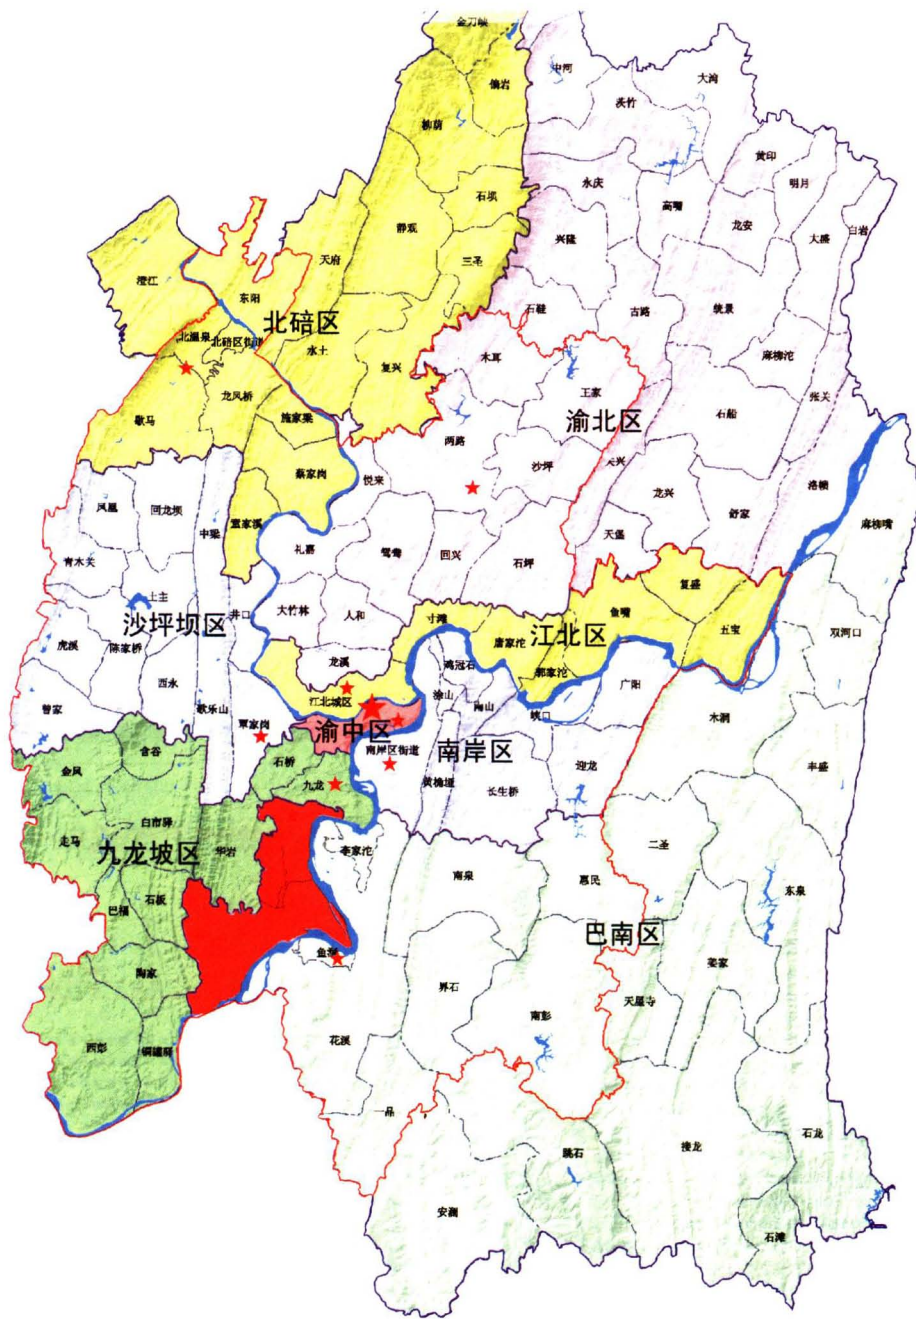 金刀峡
偏岩
中河
大湾
茨竹
柳荫
黄印
永庆
明月
石坝
高嘴
静观
龙安
兴隆
大盛
白岩
天府
三圣
澄江
东阳
石鞋
古路
统景
北碚区
北温泉
北碚区街道
水土
木耳
麻柳沱
复兴
王家
张关
龙凤桥
渝北区
石船
施家梁
歇马
两路
沙坪
蔡家岗
悦来
洛碛
龙兴
凤凰
回龙坝
舒家
麻柳嘴
童家溪
中梁
天堡
礼嘉
鸳鸯
回兴
青木关
石坪
复盛
土主
大竹林
人和
井口
鱼嘴
寸滩
沙坪坝区
五宝
江北区
双河口
虎溪
陈家桥
唐家沱
龙溪
鸡冠石
郭家沱
西永
广阳
曾家
涂山
江北城区
南山
峡口
歌乐山
覃家岗
渝中区
木洞
含谷
南岸区街道
南岸区
石桥
迎龙
丰盛
金凤
九龙
黄桷垭
长生桥
白市驿
走马
九龙坡区
华岩
李家沱
二圣
南泉
惠民
东泉
石板
巴福
巴南区
鱼洞
姜家
陶家
界石
天星寺
南彭
花溪
西彭
铜罐驿
一品
石龙
接龙
跳石
安澜
石滩